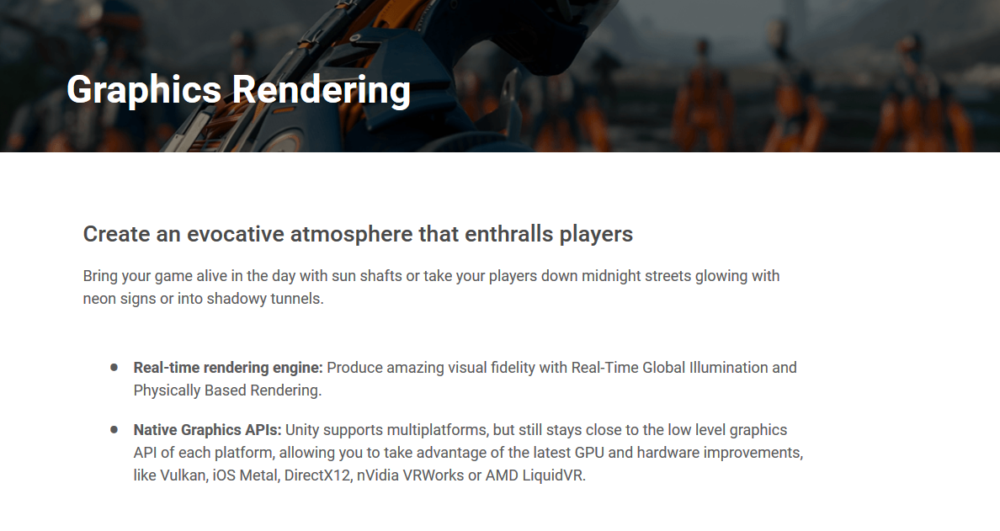 Graphics Rendering
Create an evocative atmosphere that enthralls players
Bring your game alive in the day with sun shafts or take your players down midnight streets glowing with
neon signs or into shadowy tunnels.
Real-time rendering engine: Produce amazing visual fidelity with Real-Time Global Illumination and
Physically Based Rendering.
Native Graphics APIs: Unity supports multiplatforms, but still stays close to the low level graphics
API of each platform, allowing you to take advantage of the latest GPU and hardware improvements,
like Vulkan, iOS Metal, DirectX12, nVidia VRWorks or AMD LiquidVR.